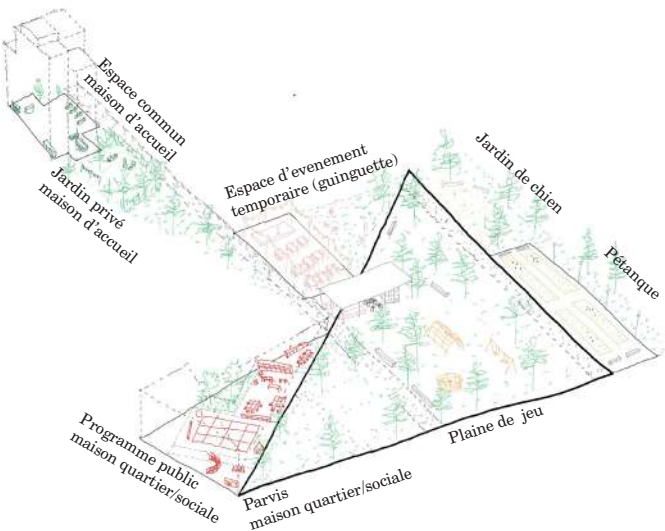 Espace commun
maison d'accueil
Jardin privé
maison d'accueil
Espace d'evenement
temporaire (guinguette)
Jardin de chien
Pétanque
Plaine de jeu
Programme public
maison quartier/sociale
Parvis
maison quartier/sociale